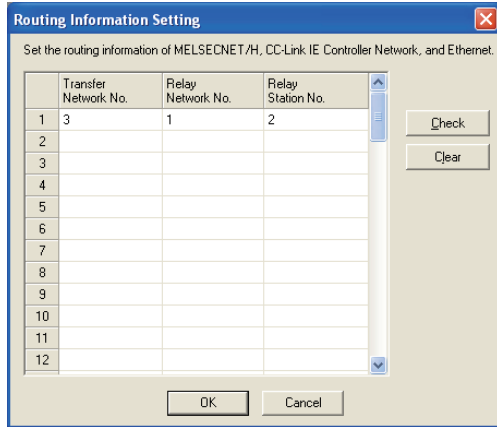 Routing Information Setting
Set the routing information of MELSECNET/H, CC-Link IE Controller Network, and Ethernet.
Transfer Network No. Relay Network No. Relay Station No.
1 3 1 2
2
3
4
5
6
7
8
9
10
11
12
Check
Clear
OK Cancel